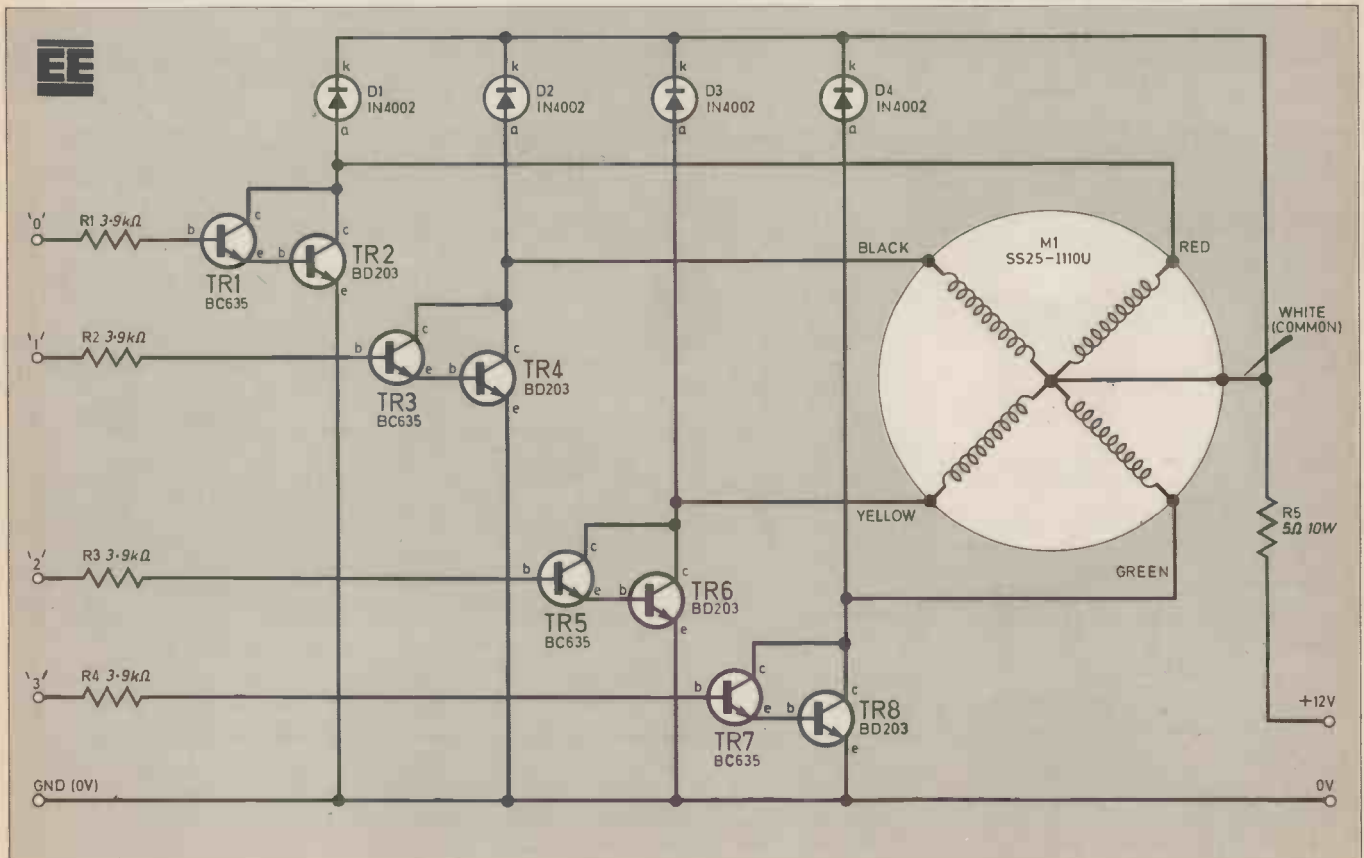 EE
k
D1
IN4002
a
k
D2
IN4002
a
k
D3
IN4002
a
k
D4
IN4002
a
'0'
R1 3·9kΩ
b
c
e
TR1
BC635
b
c
e
TR2
BD203
'1'
R2 3·9kΩ
b
c
e
TR3
BC635
b
c
e
TR4
BD203
BLACK
M1
SS25-1110U
RED
WHITE
(COMMON)
YELLOW
GREEN
R5
5Ω 10W
'2'
R3 3·9kΩ
b
c
e
TR5
BC635
b
c
e
TR6
BD203
'3'
R4 3·9kΩ
b
c
e
TR7
BC635
b
c
e
TR8
BD203
+12V
GND (0V)
0V